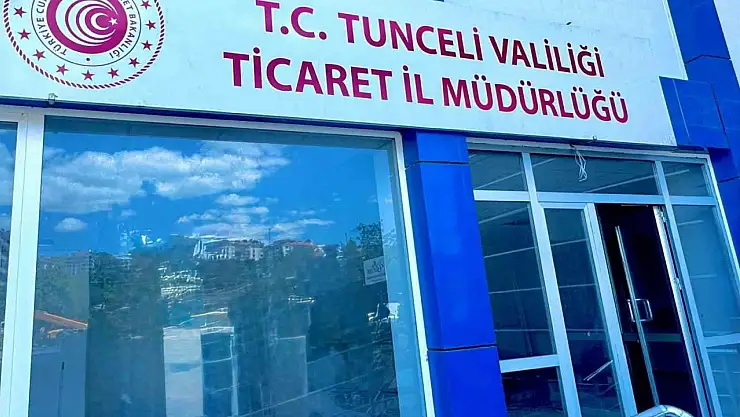 T.C. TUNCELİ VALİLİĞİ
TİCARET İL MÜDÜRLÜĞÜ